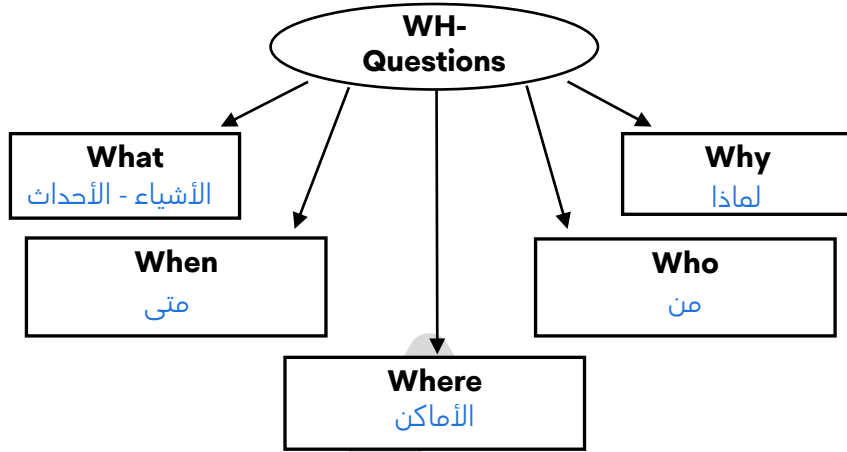 WH-
Questions
What
الأشياء - الأحداث
Why
لماذا
When
متى
Who
من
Where
الأماكن